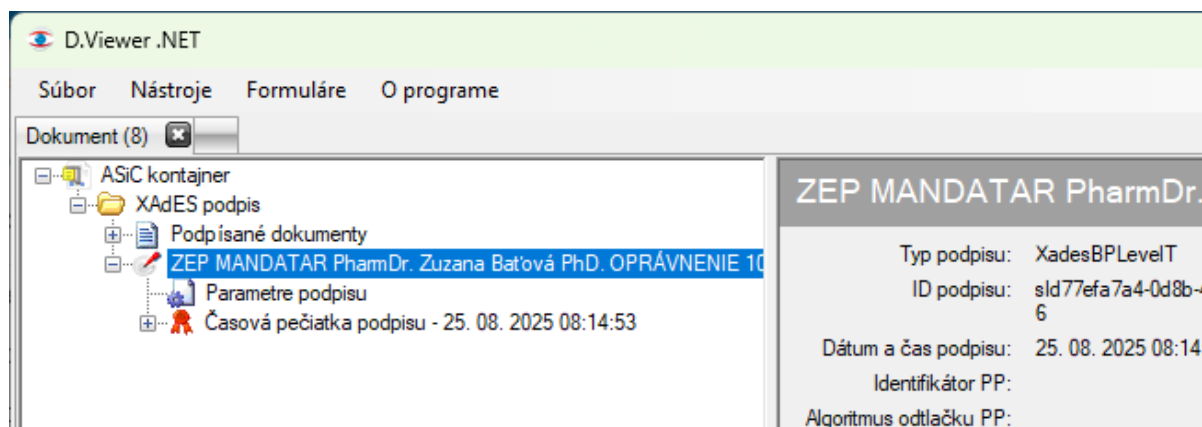 D.Viewer .NET
Súbor Nástroje Formuláre O programe
Dokument (8)
ASiC kontajner
XAdES podpis
Podpísané dokumenty
ZEP MANDATAR PharmDr. Zuzana Baťová PhD. OPRÁVNENIE 10
Parametre podpisu
Časová pečiatka podpisu - 25. 08. 2025 08:14:53
ZEP MANDATAR PharmDr.
Typ podpisu: XadesBPLevelT
ID podpisu: sId77efa7a4-0d8b-
6
Dátum a čas podpisu: 25. 08. 2025 08:14
Identifikátor PP:
Algoritmus odtlačku PP: